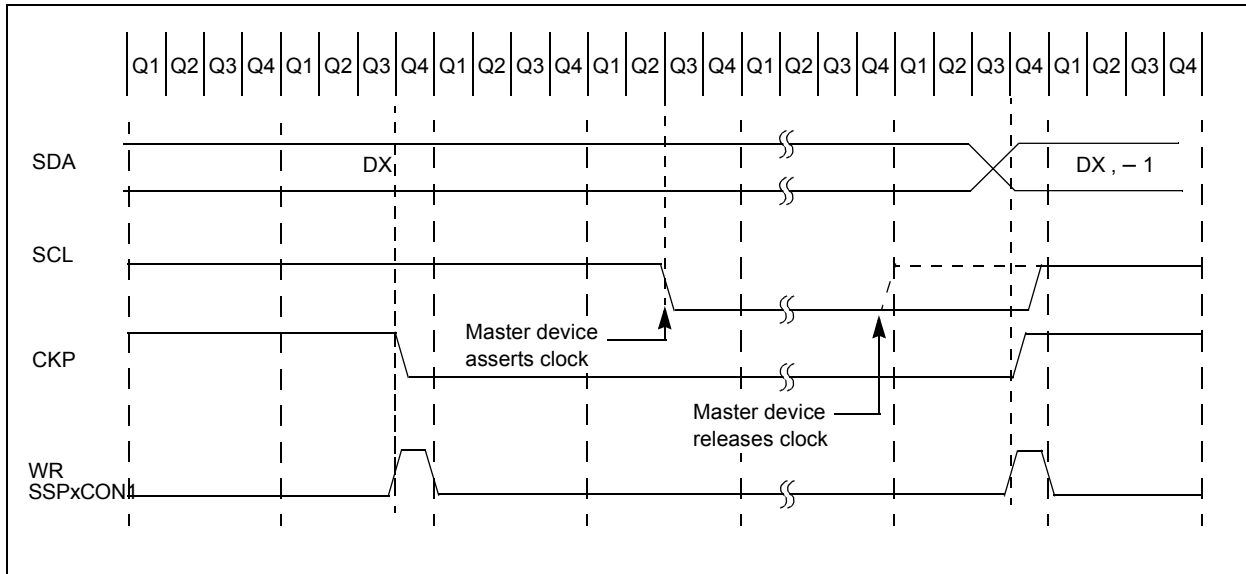 Q1 Q2 Q3 Q4 Q1 Q2 Q3 Q4 Q1 Q2 Q3 Q4 Q1 Q2 Q3 Q4 Q1 Q2 Q3 Q4 Q1 Q2 Q3 Q4 Q1 Q2 Q3 Q4
SDA
DX
DX , – 1
SCL
Master device
asserts clock
CKP
Master device
releases clock
WR
SSPxCON1